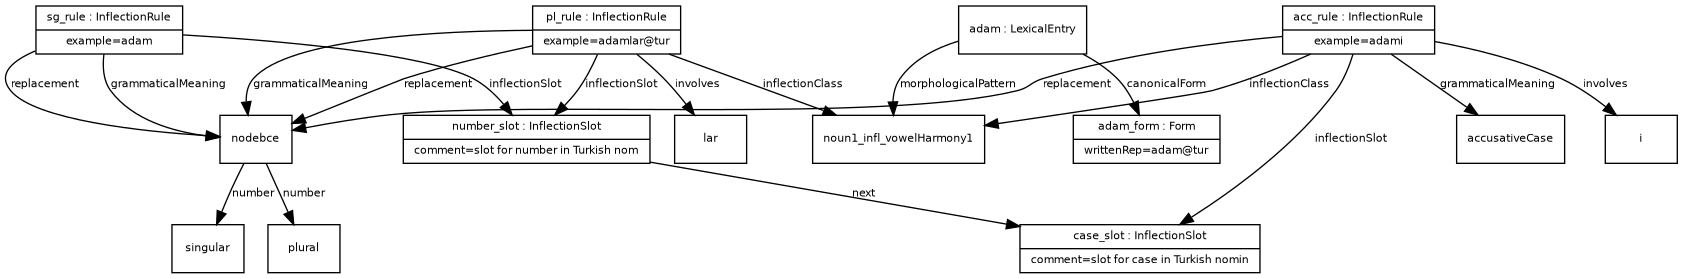 sg_rule : InflectionRule
example=adam
pl_rule : InflectionRule
example=adamlar@tur
adam : LexicalEntry
acc_rule : InflectionRule
example=adami
replacement
grammaticalMeaning
grammaticalMeaning
replacement
inflectionSlot
inflectionSlot
involves
inflectionClass
morphologicalPattern
replacement
canonicalForm
inflectionClass
grammaticalMeaning
involves
nodebce
number_slot : InflectionSlot
comment=slot for number in Turkish nom
lar
noun1_infl_vowelHarmony1
adam_form : Form
writtenRep=adam@tur
inflectionSlot
accusativeCase
i
number
number
next
singular
plural
case_slot : InflectionSlot
comment=slot for case in Turkish nomin